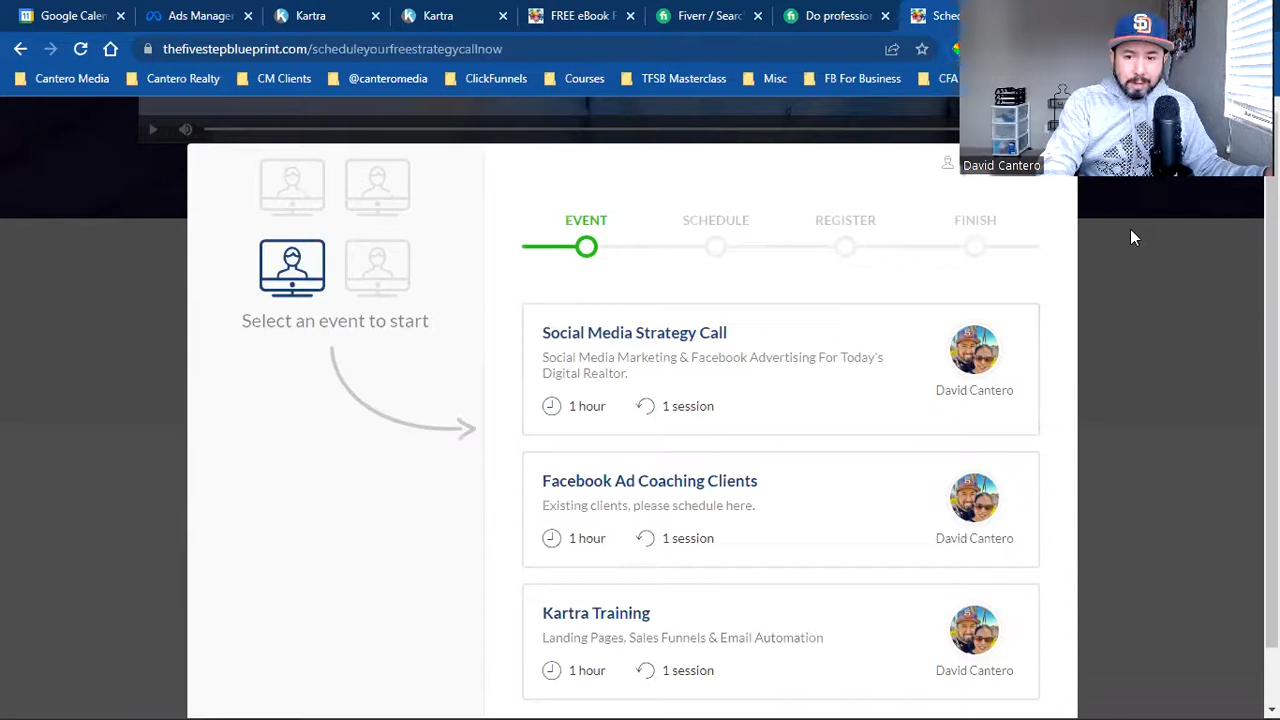 Google Calen
Ads Manager
Kartra
Kartra
FREE eBook F
Fiverr / Searc
Do profession
Sched
thefivestepblueprint.com/scheduleyourfreestrategycallnow
Cantero Media
Cantero Realty
CM Clients
@canteromedia
ClickFunnels
Courses
TFSB Masterclass
Misc
FB For Business
CFA
David Cantero
EVENT
SCHEDULE
REGISTER
FINISH
Select an event to start
Social Media Strategy Call
Social Media Marketing & Facebook Advertising For Today's
Digital Realtor.
David Cantero
1 hour
1 session
Facebook Ad Coaching Clients
Existing clients, please schedule here.
1 hour
1 session
David Cantero
Kartra Training
Landing Pages, Sales Funnels & Email Automation
1 hour
1 session
David Cantero